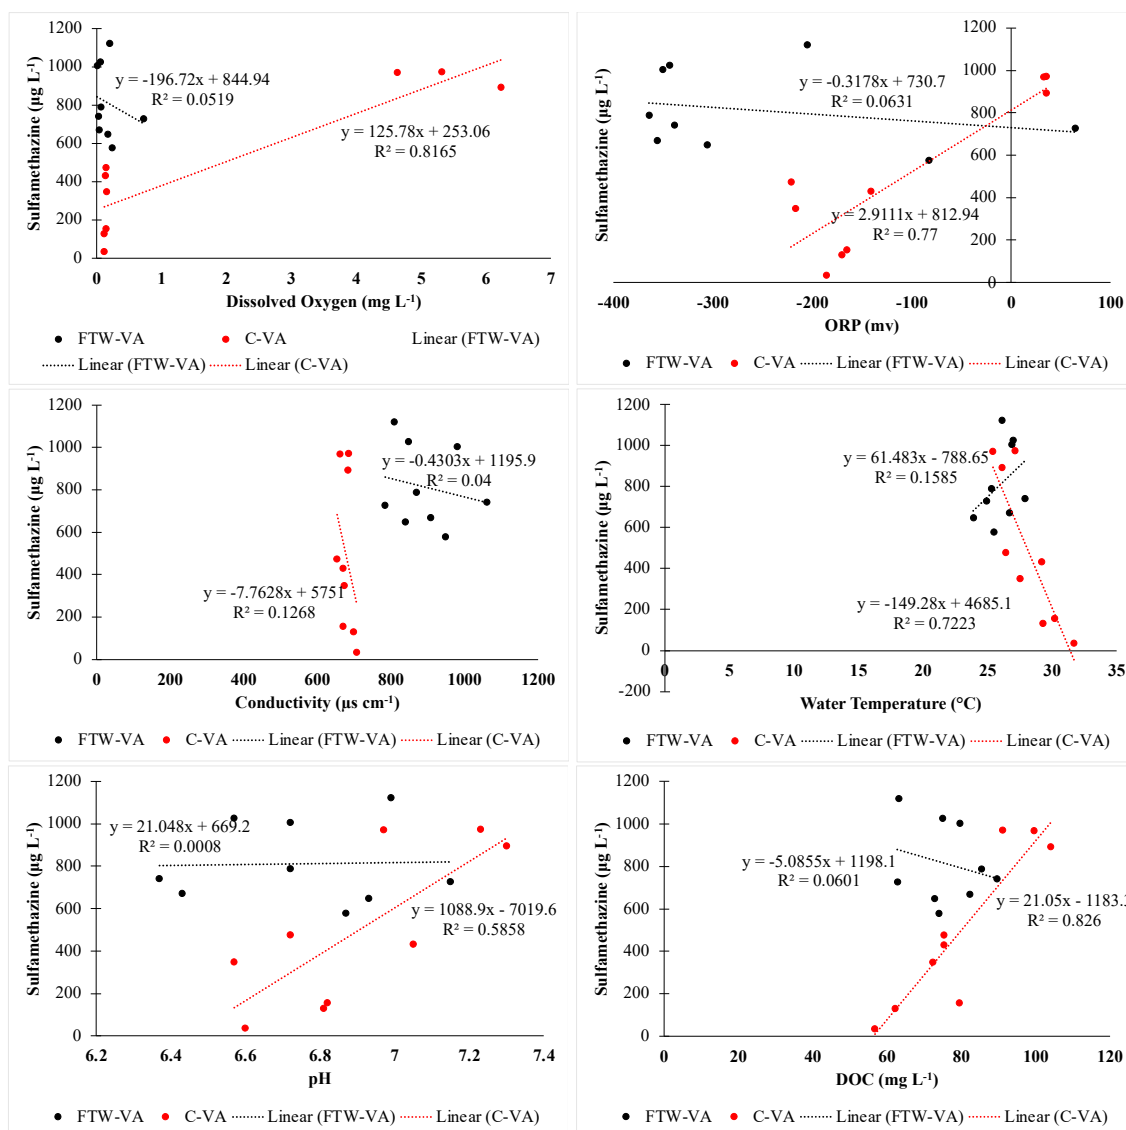 1200
1000
800
600
400
200
0
Sulfamethazine (µg L⁻¹)
y = -196.72x + 844.94
R² = 0.0519
y = 125.78x + 253.06
R² = 0.8165
0 1 2 3 4 5 6 7
Dissolved Oxygen (mg L⁻¹)
FTW-VA C-VA Linear (FTW-VA)
Linear (FTW-VA) Linear (C-VA)
1200
1000
800
600
400
200
0
Sulfamethazine (µg L⁻¹)
y = -0.3178x + 730.7
R² = 0.0631
y = 2.9111x + 812.94
R² = 0.77
-400 -300 -200 -100 0 100
ORP (mv)
FTW-VA C-VA Linear (FTW-VA) Linear (C-VA)
1200
1000
800
600
400
200
0
Sulfamethazine (µg L⁻¹)
y = -0.4303x + 1195.9
R² = 0.04
y = -7.7628x + 5751
R² = 0.1268
0 200 400 600 800 1000 1200
Conductivity (µs cm⁻¹)
FTW-VA C-VA Linear (FTW-VA) Linear (C-VA)
1200
1000
800
600
400
200
0
-200
Sulfamethazine (µg L⁻¹)
y = 61.483x - 788.65
R² = 0.1585
y = -149.28x + 4685.1
R² = 0.7223
0 5 10 15 20 25 30 35
Water Temperature (°C)
FTW-VA C-VA Linear (FTW-VA) Linear (C-VA)
1200
1000
800
600
400
200
0
Sulfamethazine (µg L⁻¹)
y = 21.048x + 669.2
R² = 0.0008
y = 1088.9x - 7019.6
R² = 0.5858
6.2 6.4 6.6 6.8 7 7.2 7.4
pH
FTW-VA C-VA Linear (FTW-VA) Linear (C-VA)
1200
1000
800
600
400
200
0
Sulfamethazine (µg L⁻¹)
y = -5.0855x + 1198.1
R² = 0.0601
y = 21.05x - 1183.
R² = 0.826
0 20 40 60 80 100 120
DOC (mg L⁻¹)
FTW-VA C-VA Linear (FTW-VA) Linear (C-VA)